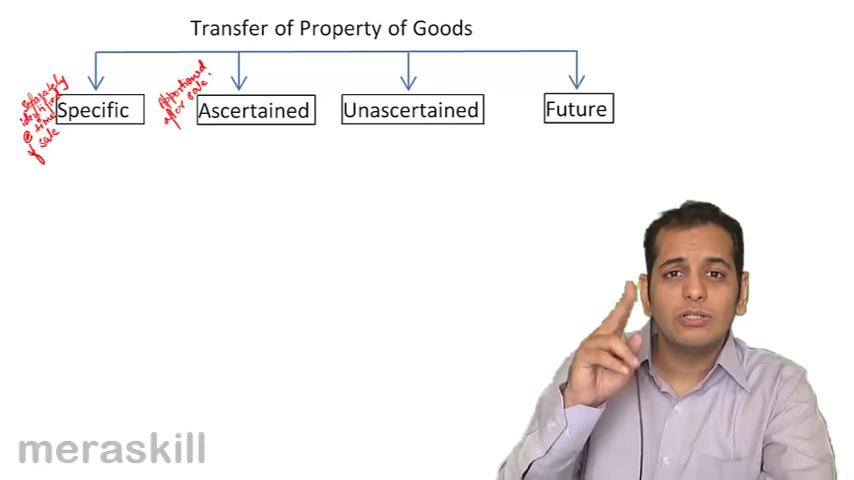 Transfer of Property of Goods
separately
identified
@ time
of sale
Specific
apportioned
after sale.
Ascertained
Unascertained
Future
meraskill